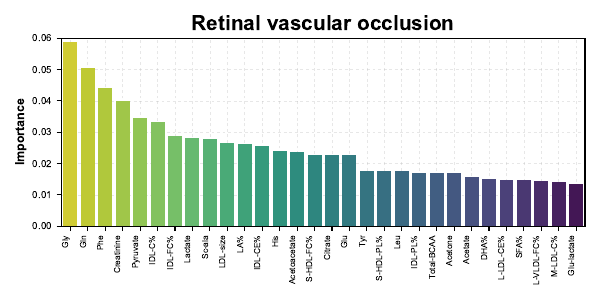 Retinal vascular occlusion
Importance
0.06
0.05
0.04
0.03
0.02
0.01
0.00
Gly
Gln
Phe
Creatinine
Pyruvate
IDL-C%
IDL-FC%
Lactate
LDL-size
LA%
IDL-CE%
His
Acetoacetate
S-HDL-FC%
Citrate
Glu
Tyr
S-HDL-PL%
Leu
IDL-PL%
Total-BCAA
Acetone
Acetate
DHA%
L-LDL-CE%
SFA%
L-VLDL-FC%
M-LDL-C%
Glu-lactate